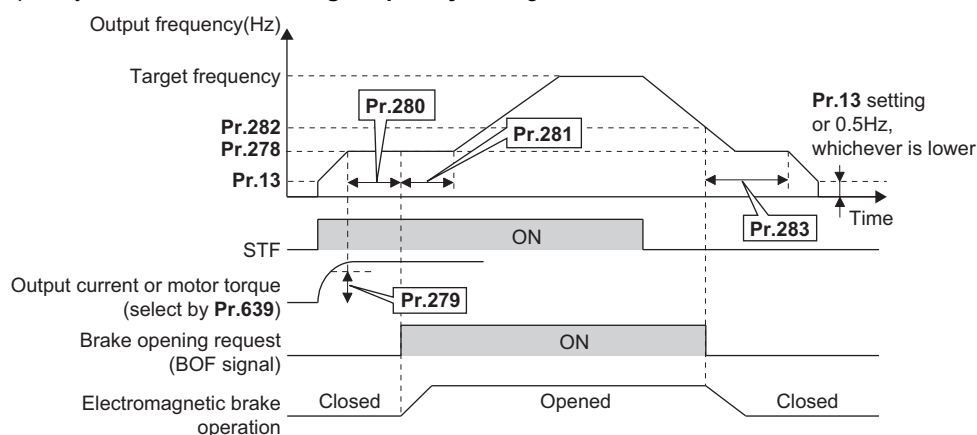 Output frequency(Hz)
Target frequency
Pr.280
Pr.282
Pr.281
Pr.278
Pr.13
Pr.13 setting
or 0.5Hz,
whichever is lower
Time
Pr.283
STF
ON
Output current or motor torque
(select by Pr.639)
Pr.279
Brake opening request
(BOF signal)
ON
Electromagnetic brake
operation
Closed
Opened
Closed